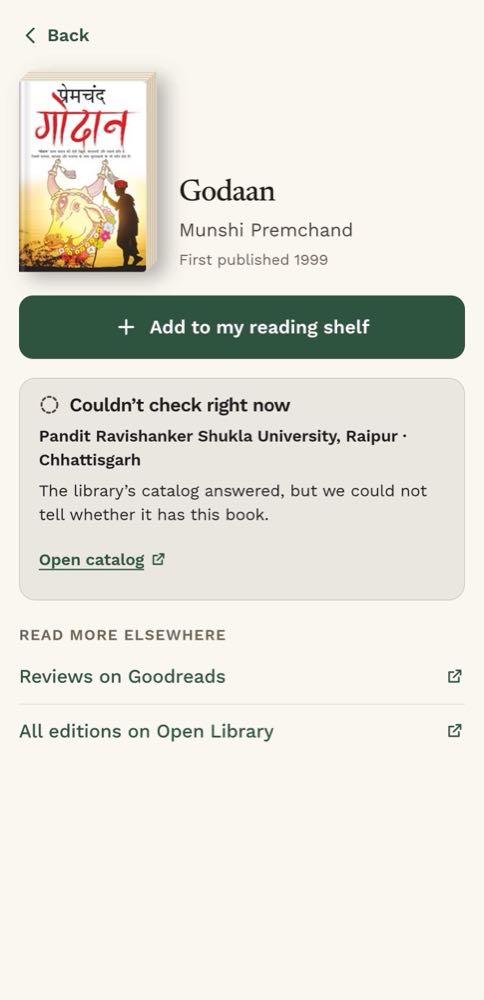 Back
प्रेमचंद
गोदान
Godaan
Munshi Premchand
First published 1999
Add to my reading shelf
Couldn’t check right now
Pandit Ravishanker Shukla University, Raipur ·
Chhattisgarh
The library’s catalog answered, but we could not
tell whether it has this book.
Open catalog
READ MORE ELSEWHERE
Reviews on Goodreads
All editions on Open Library